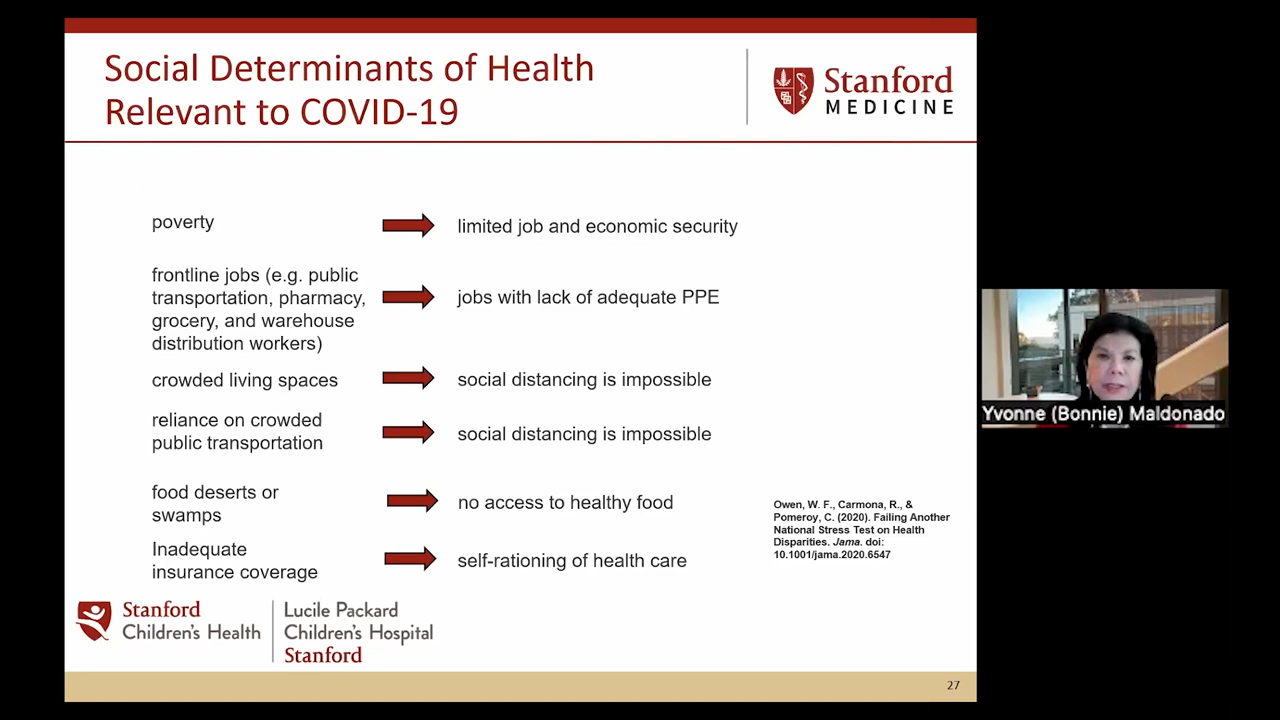 Social Determinants of Health
Relevant to COVID-19
Stanford
MEDICINE
poverty
limited job and economic security
frontline jobs (e.g. public
transportation, pharmacy,
grocery, and warehouse
distribution workers)
jobs with lack of adequate PPE
crowded living spaces
social distancing is impossible
reliance on crowded
public transportation
social distancing is impossible
food deserts or
swamps
no access to healthy food
Inadequate
insurance coverage
self-rationing of health care
Owen, W. F., Carmona, R., &
Pomeroy, C. (2020). Failing Another
National Stress Test on Health
Disparities. Jama. doi:
10.1001/jama.2020.6547
Stanford
Children's Health
Lucile Packard
Children's Hospital
Stanford
27
Yvonne (Bonnie) Maldonado